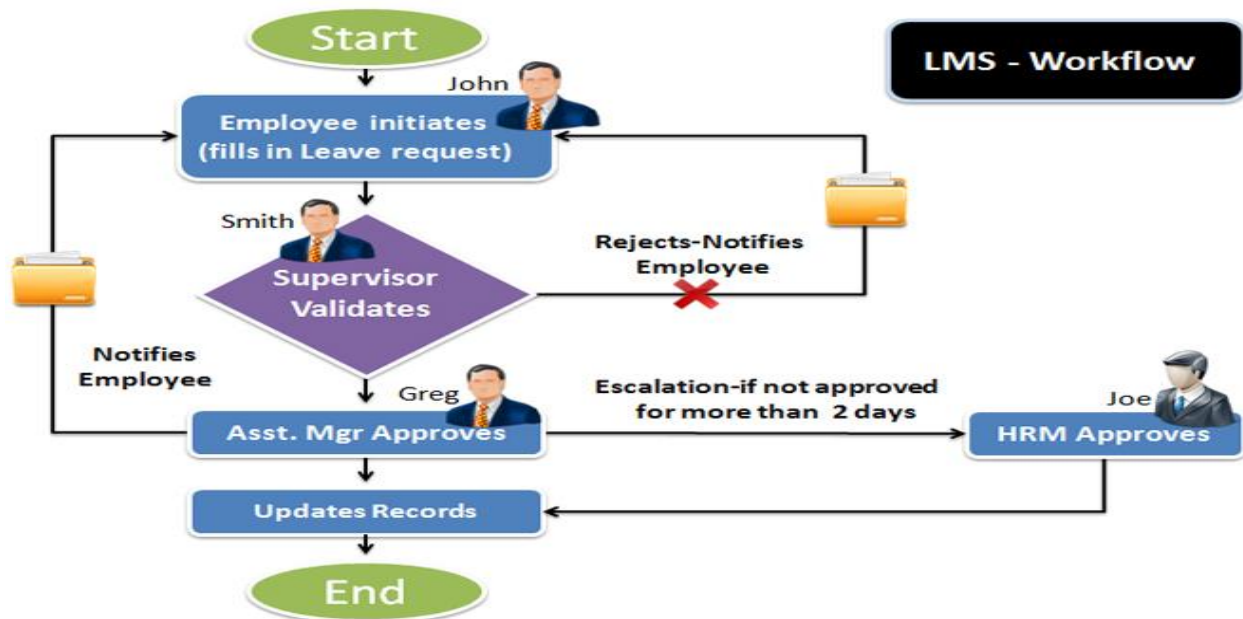 Start
LMS - Workflow
John
Employee initiates
(fills in Leave request)
Smith
Supervisor
Validates
Rejects-Notifies
Employee
Notifies
Employee
Greg
Asst. Mgr Approves
Escalation-if not approved
for more than 2 days
Joe
HRM Approves
Updates Records
End